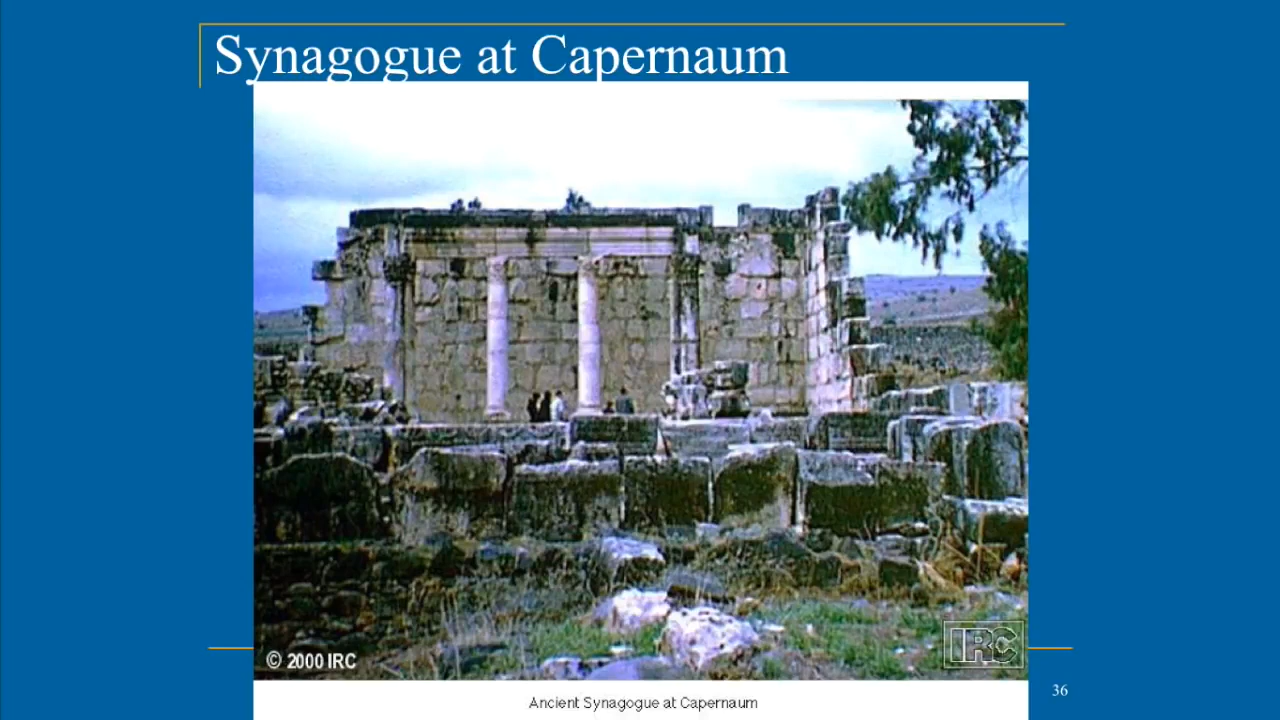 Synagogue at Capernaum
© 2000 IRC
IRC
Ancient Synagogue at Capernaum
36